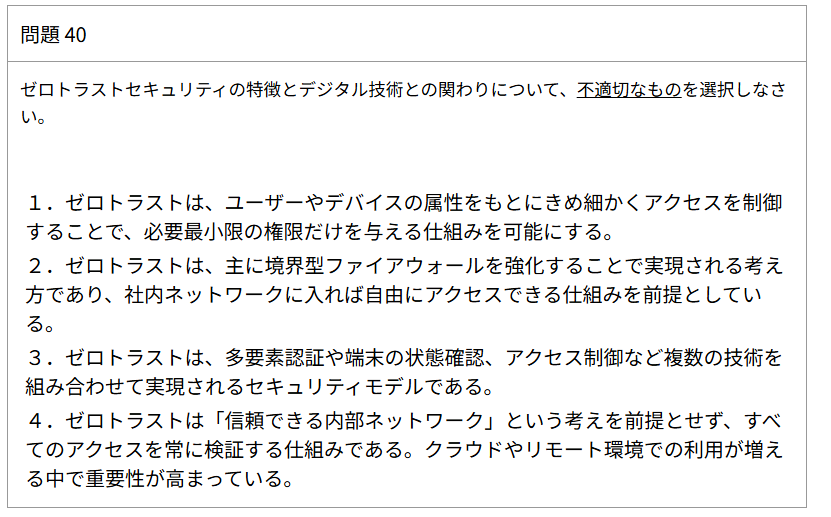 問題 40
ゼロトラストセキュリティの特徴とデジタル技術との関わりについて、不適切なものを選択しなさ
い。
１．ゼロトラストは、ユーザーやデバイスの属性をもとにきめ細かくアクセスを制御
することで、必要最小限の権限だけを与える仕組みを可能にする。
２．ゼロトラストは、主に境界型ファイアウォールを強化することで実現される考え
方であり、社内ネットワークに入れば自由にアクセスできる仕組みを前提としてい
る。
３．ゼロトラストは、多要素認証や端末の状態確認、アクセス制御など複数の技術を
組み合わせて実現されるセキュリティモデルである。
４．ゼロトラストは「信頼できる内部ネットワーク」という考えを前提とせず、すべ
てのアクセスを常に検証する仕組みである。クラウドやリモート環境での利用が増え
る中で重要性が高まっている。